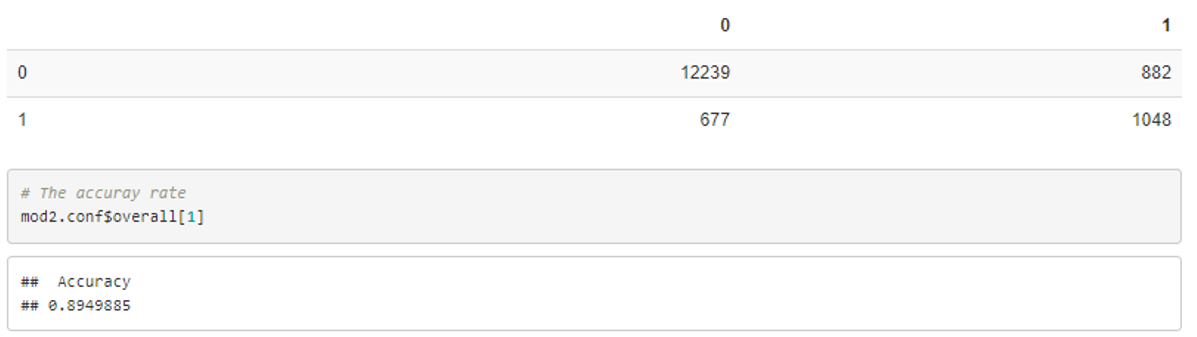 0 1
0 12239 882
1 677 1048
# The accuray rate
mod2.conf$overall[1]
##  Accuracy
## 0.8949885